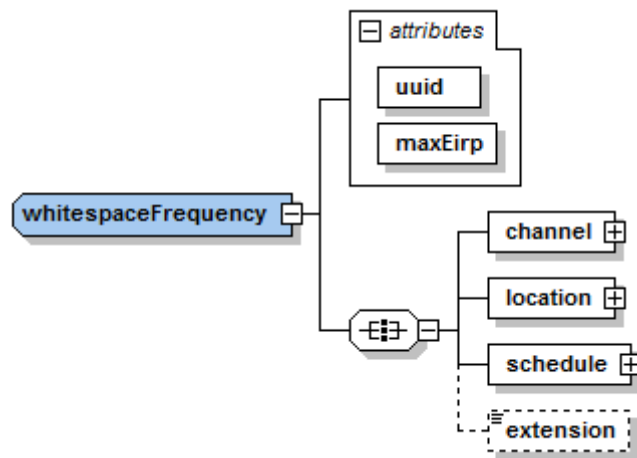 attributes
uuid
maxEirp
whitespaceFrequency
channel
location
schedule
extension